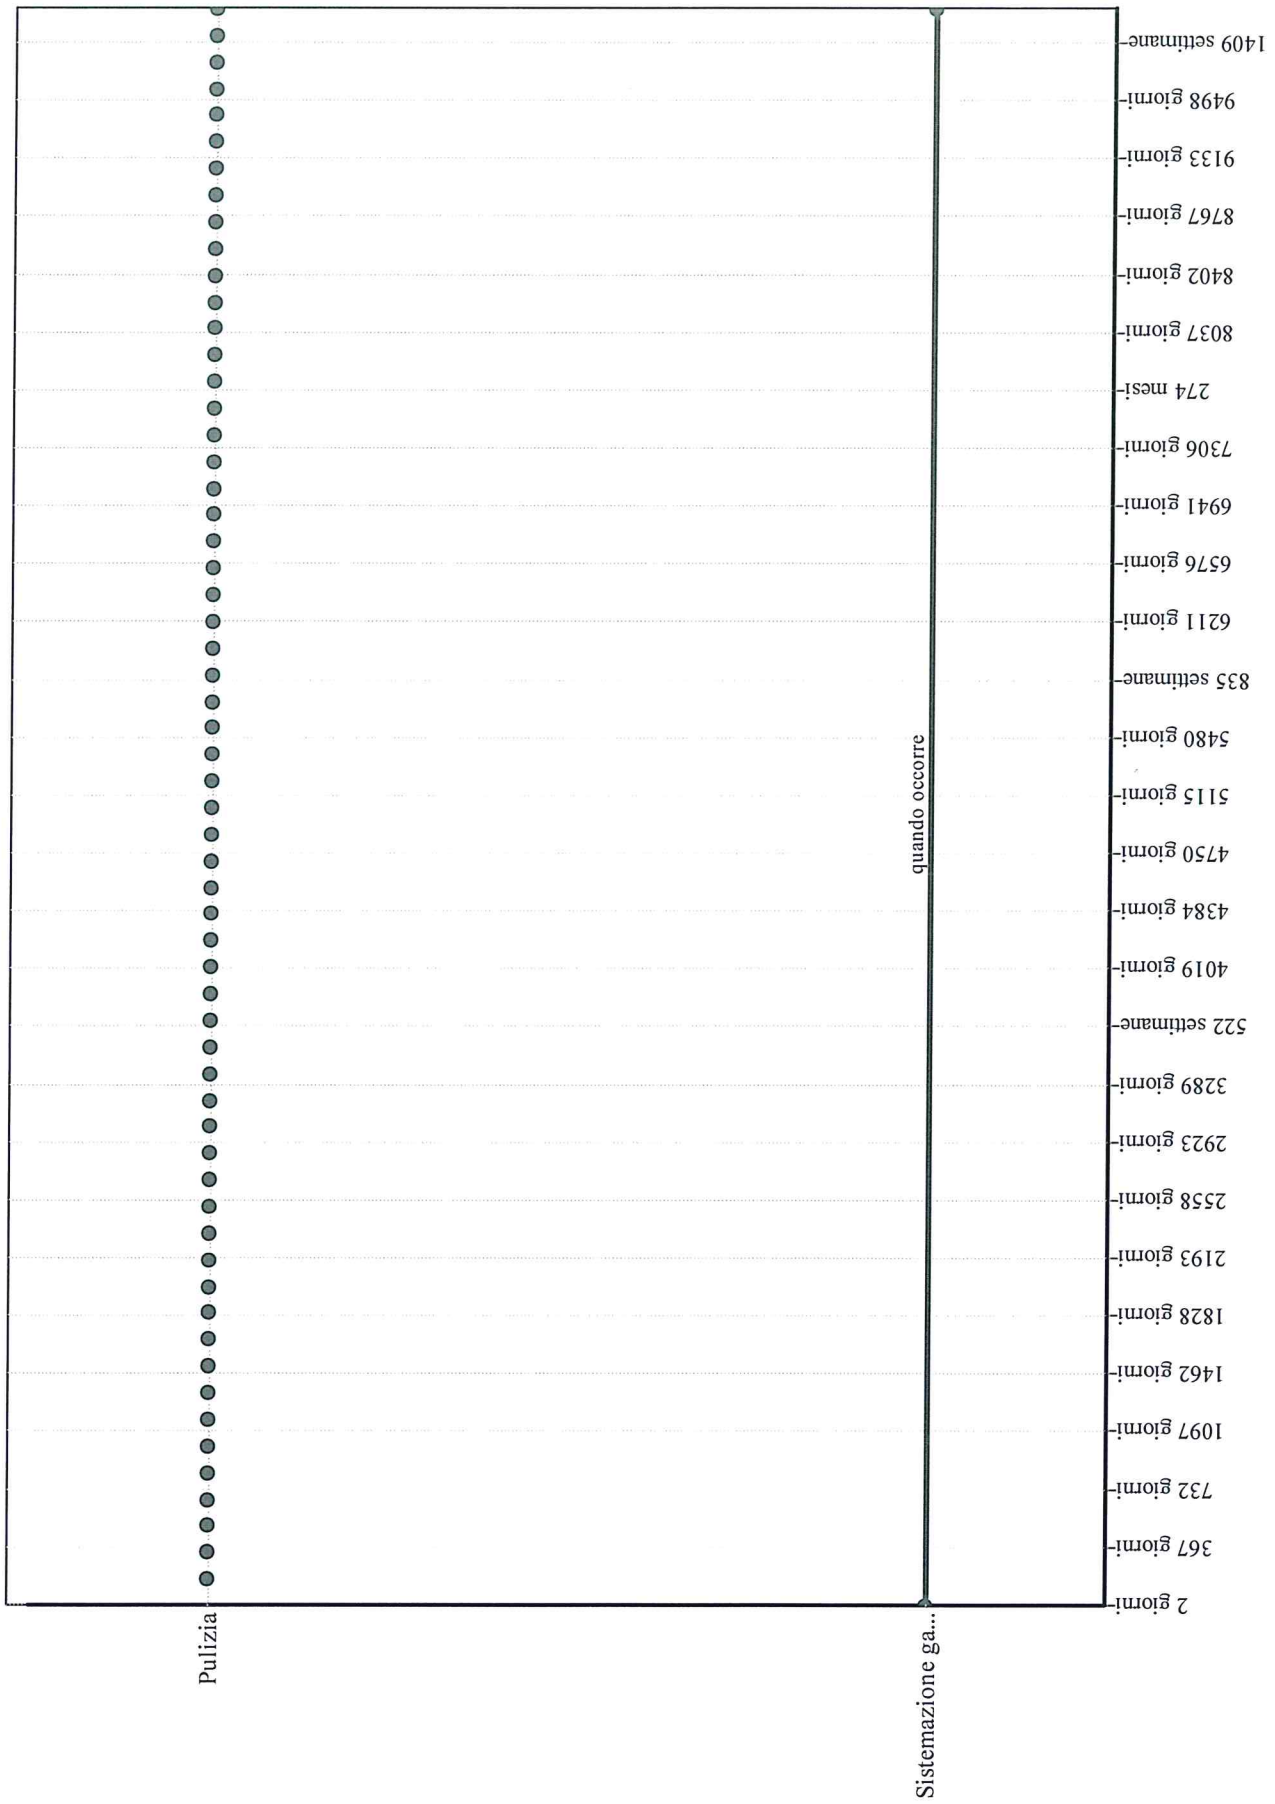 Pulizia
quando occorre
Sistemazione ga...
2 giorni
367 giorni
732 giorni
1097 giorni
1462 giorni
1828 giorni
2193 giorni
2558 giorni
2923 giorni
3289 giorni
522 settimane
4019 giorni
4384 giorni
4750 giorni
5115 giorni
5480 giorni
835 settimane
6211 giorni
6576 giorni
6941 giorni
7306 giorni
274 mesi
8037 giorni
8402 giorni
8767 giorni
9133 giorni
9498 giorni
1409 settimane